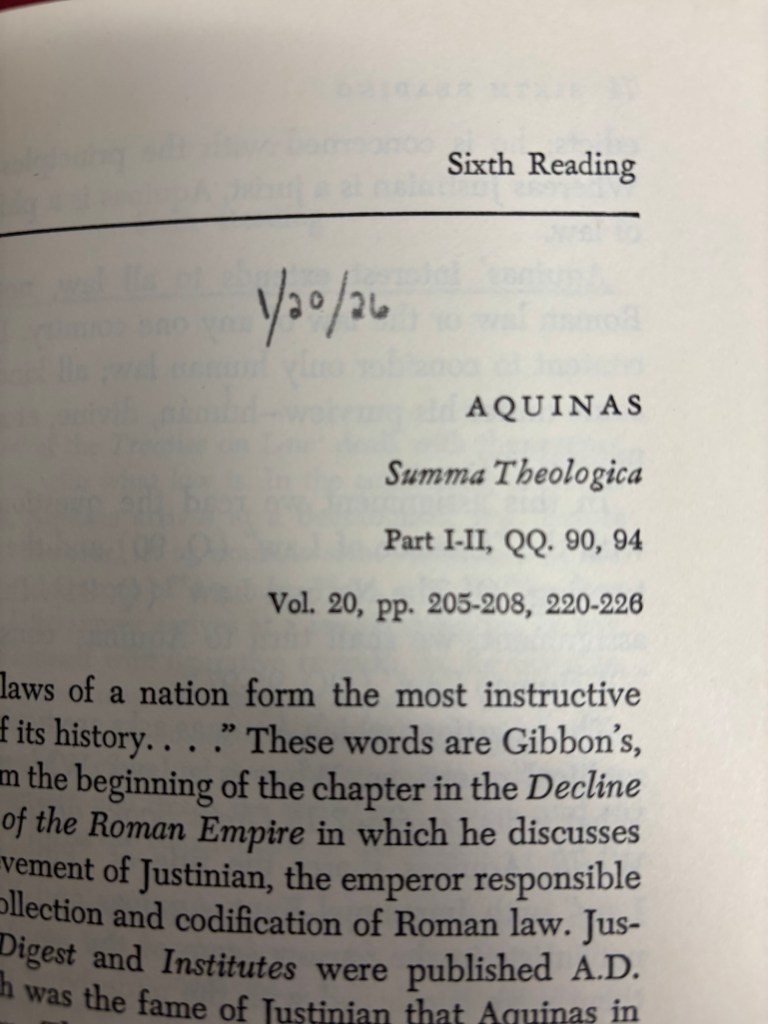 Sixth Reading
1/20/26
AQUINAS
Summa Theologica
Part I-II, QQ. 90, 94
Vol. 20, pp. 205-208, 220-226
laws of a nation form the most instructive
f its history. . . .” These words are Gibbon’s,
m the beginning of the chapter in the Decline
of the Roman Empire in which he discusses
vement of Justinian, the emperor responsible
ollection and codification of Roman law. Jus-
Digest and Institutes were published A.D.
h was the fame of Justinian that Aquinas in